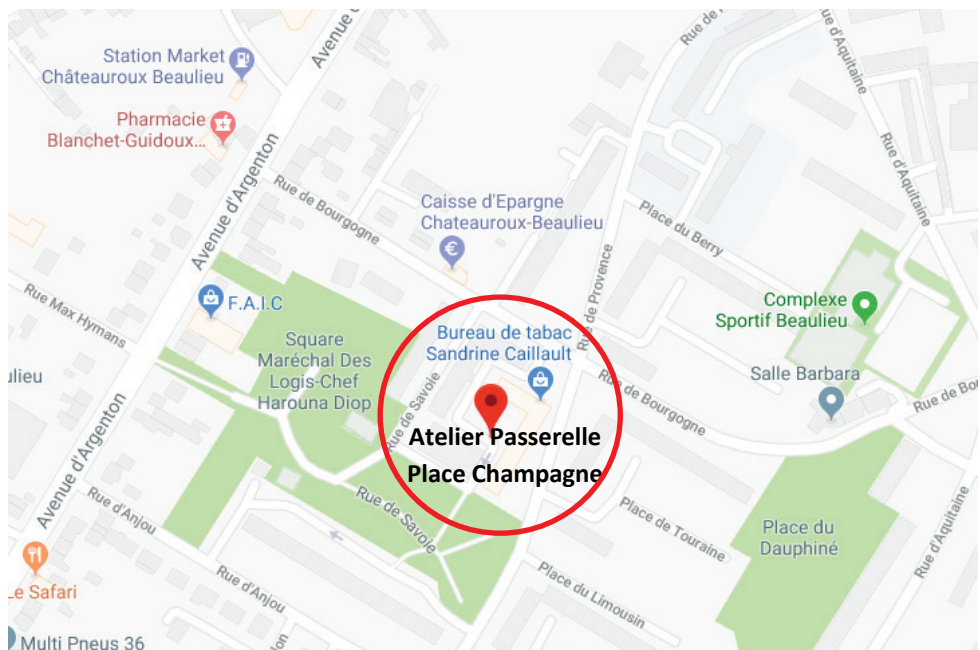 Station Market
Châteauroux Beaulieu
Pharmacie
Blanchet-Guidoux...
Avenue d'Argenton
Avenue d'Argenton
Avenue d'Argenton
Rue de Bourgogne
Caisse d'Epargne
Chateauroux-Beaulieu
Rue de
Rue d'Aquitaine
Rue d'Aquitaine
Place du Berry
Rue de Provence
Complexe
Sportif Beaulieu
Rue Max Hymans
F.A.I.C
Square
Maréchal Des
Logis-Chef
Harouna Diop
Bureau de tabac
Sandrine Caillault
Rue de Savoie
Atelier Passerelle
Place Champagne
Rue de Bourgogne
Salle Barbara
Rue de Bo
ulieu
Rue d'Anjou
Rue de Savoie
Place de Touraine
Place du
Dauphiné
Rue d'Aquitaine
Le Safari
Rue d'Anjou
Place du Limousin
Multi Pneus 36